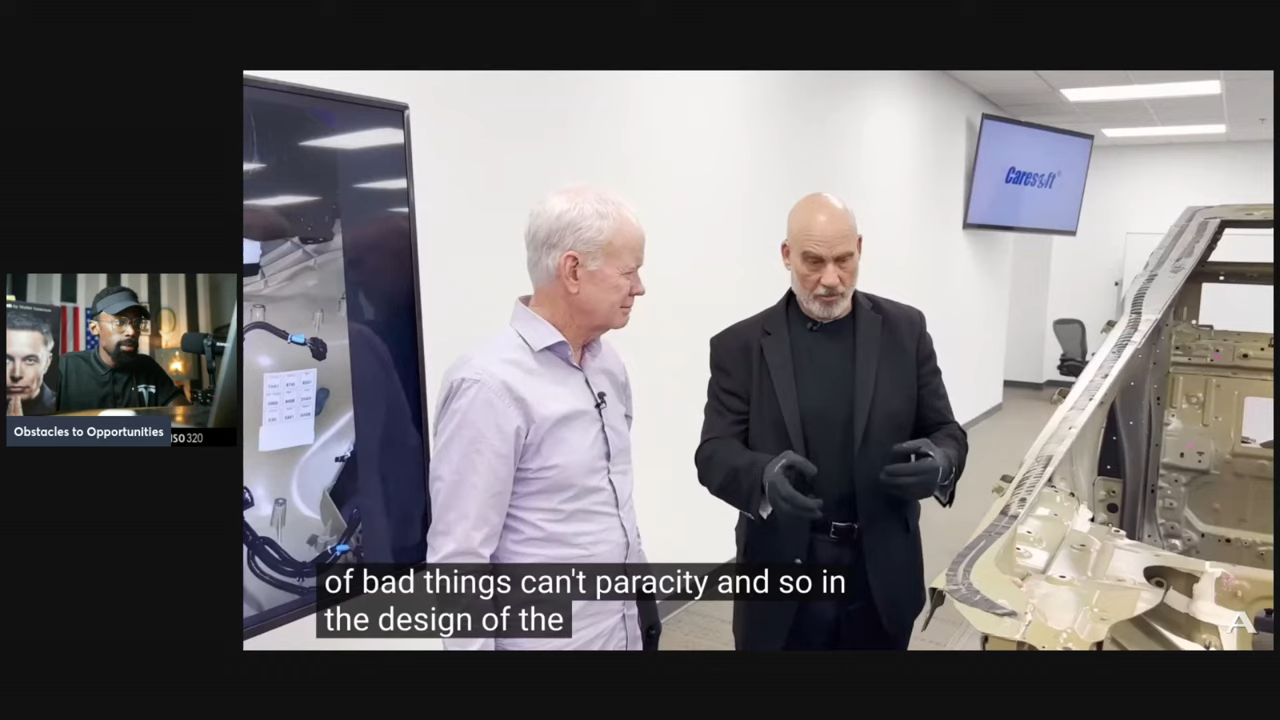 Caresoft
Obstacles to Opportunities
ISO 320
of bad things can't paracity and so in
the design of the
A